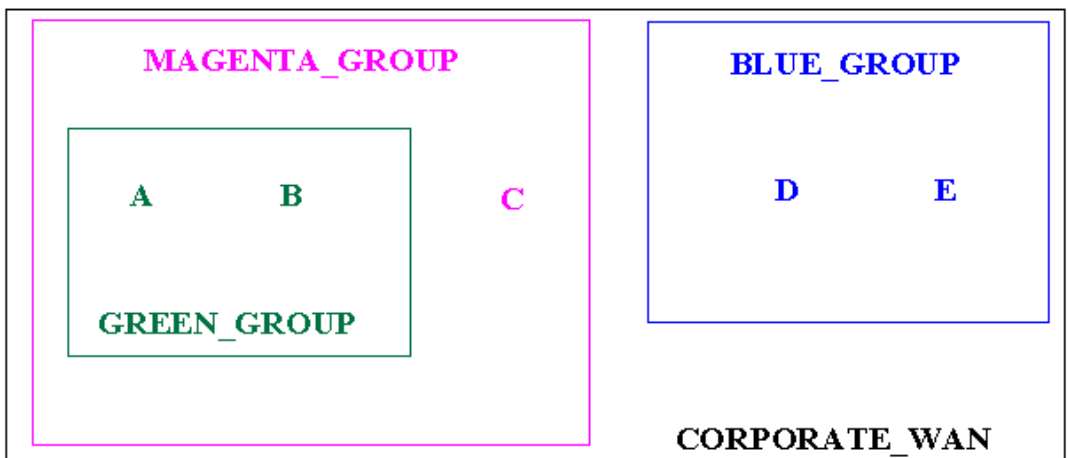 MAGENTA_GROUP
BLUE_GROUP
A B C
D E
GREEN_GROUP
CORPORATE_WAN